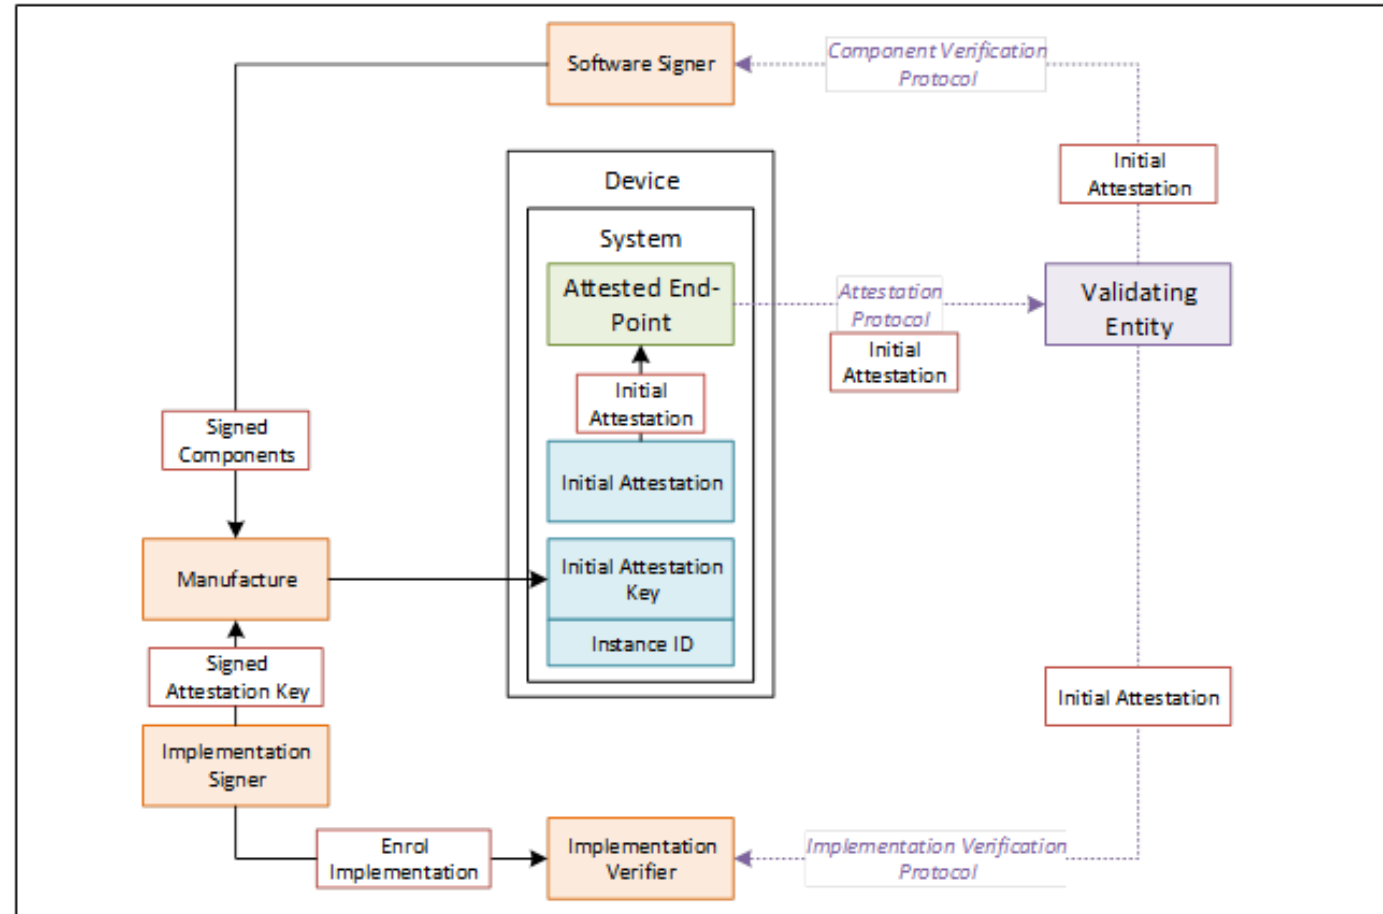 Software Signer
Component Verification
Protocol
Initial
Attestation
Device
System
Attested End-
Point
Attestation
Protocol
Initial
Attestation
Validating
Entity
Initial
Attestation
Signed
Components
Initial Attestation
Manufacture
Initial Attestation
Key
Instance ID
Signed
Attestation Key
Initial Attestation
Implementation
Signer
Enrol
Implementation
Implementation
Verifier
Implementation Verification
Protocol